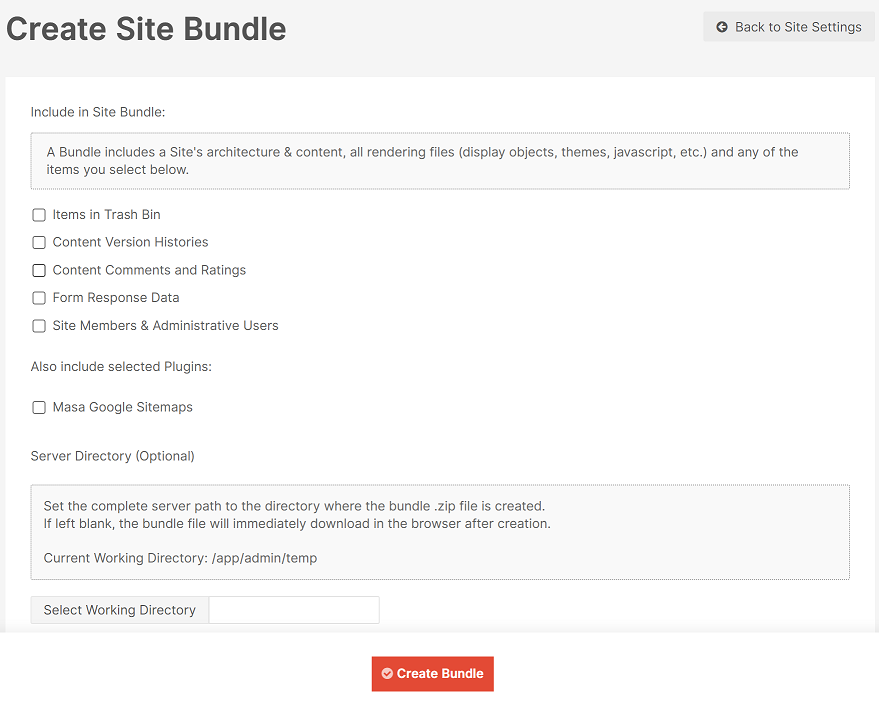 Create Site Bundle
Back to Site Settings
Include in Site Bundle:
A Bundle includes a Site's architecture & content, all rendering files (display objects, themes, javascript, etc.) and any of the
items you select below.
Items in Trash Bin
Content Version Histories
Content Comments and Ratings
Form Response Data
Site Members & Administrative Users
Also include selected Plugins:
Masa Google Sitemaps
Server Directory (Optional)
Set the complete server path to the directory where the bundle .zip file is created.
If left blank, the bundle file will immediately download in the browser after creation.
Current Working Directory: /app/admin/temp
Select Working Directory
Create Bundle